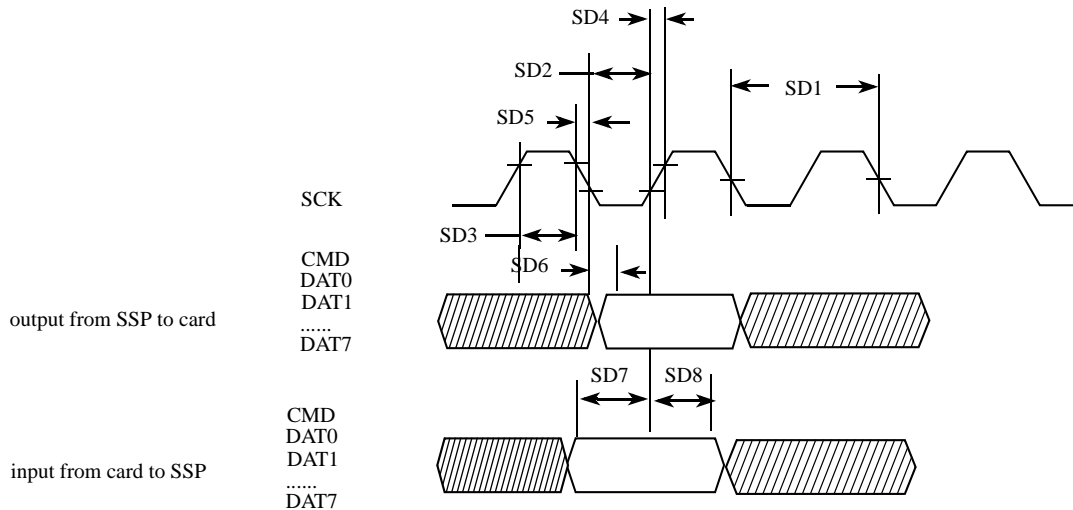 SD4
SD2
SD1
SD5
SCK
SD3
CMD
SD6
DAT0
DAT1
output from SSP to card
......
DAT7
SD7
SD8
CMD
DAT0
DAT1
input from card to SSP
......
DAT7